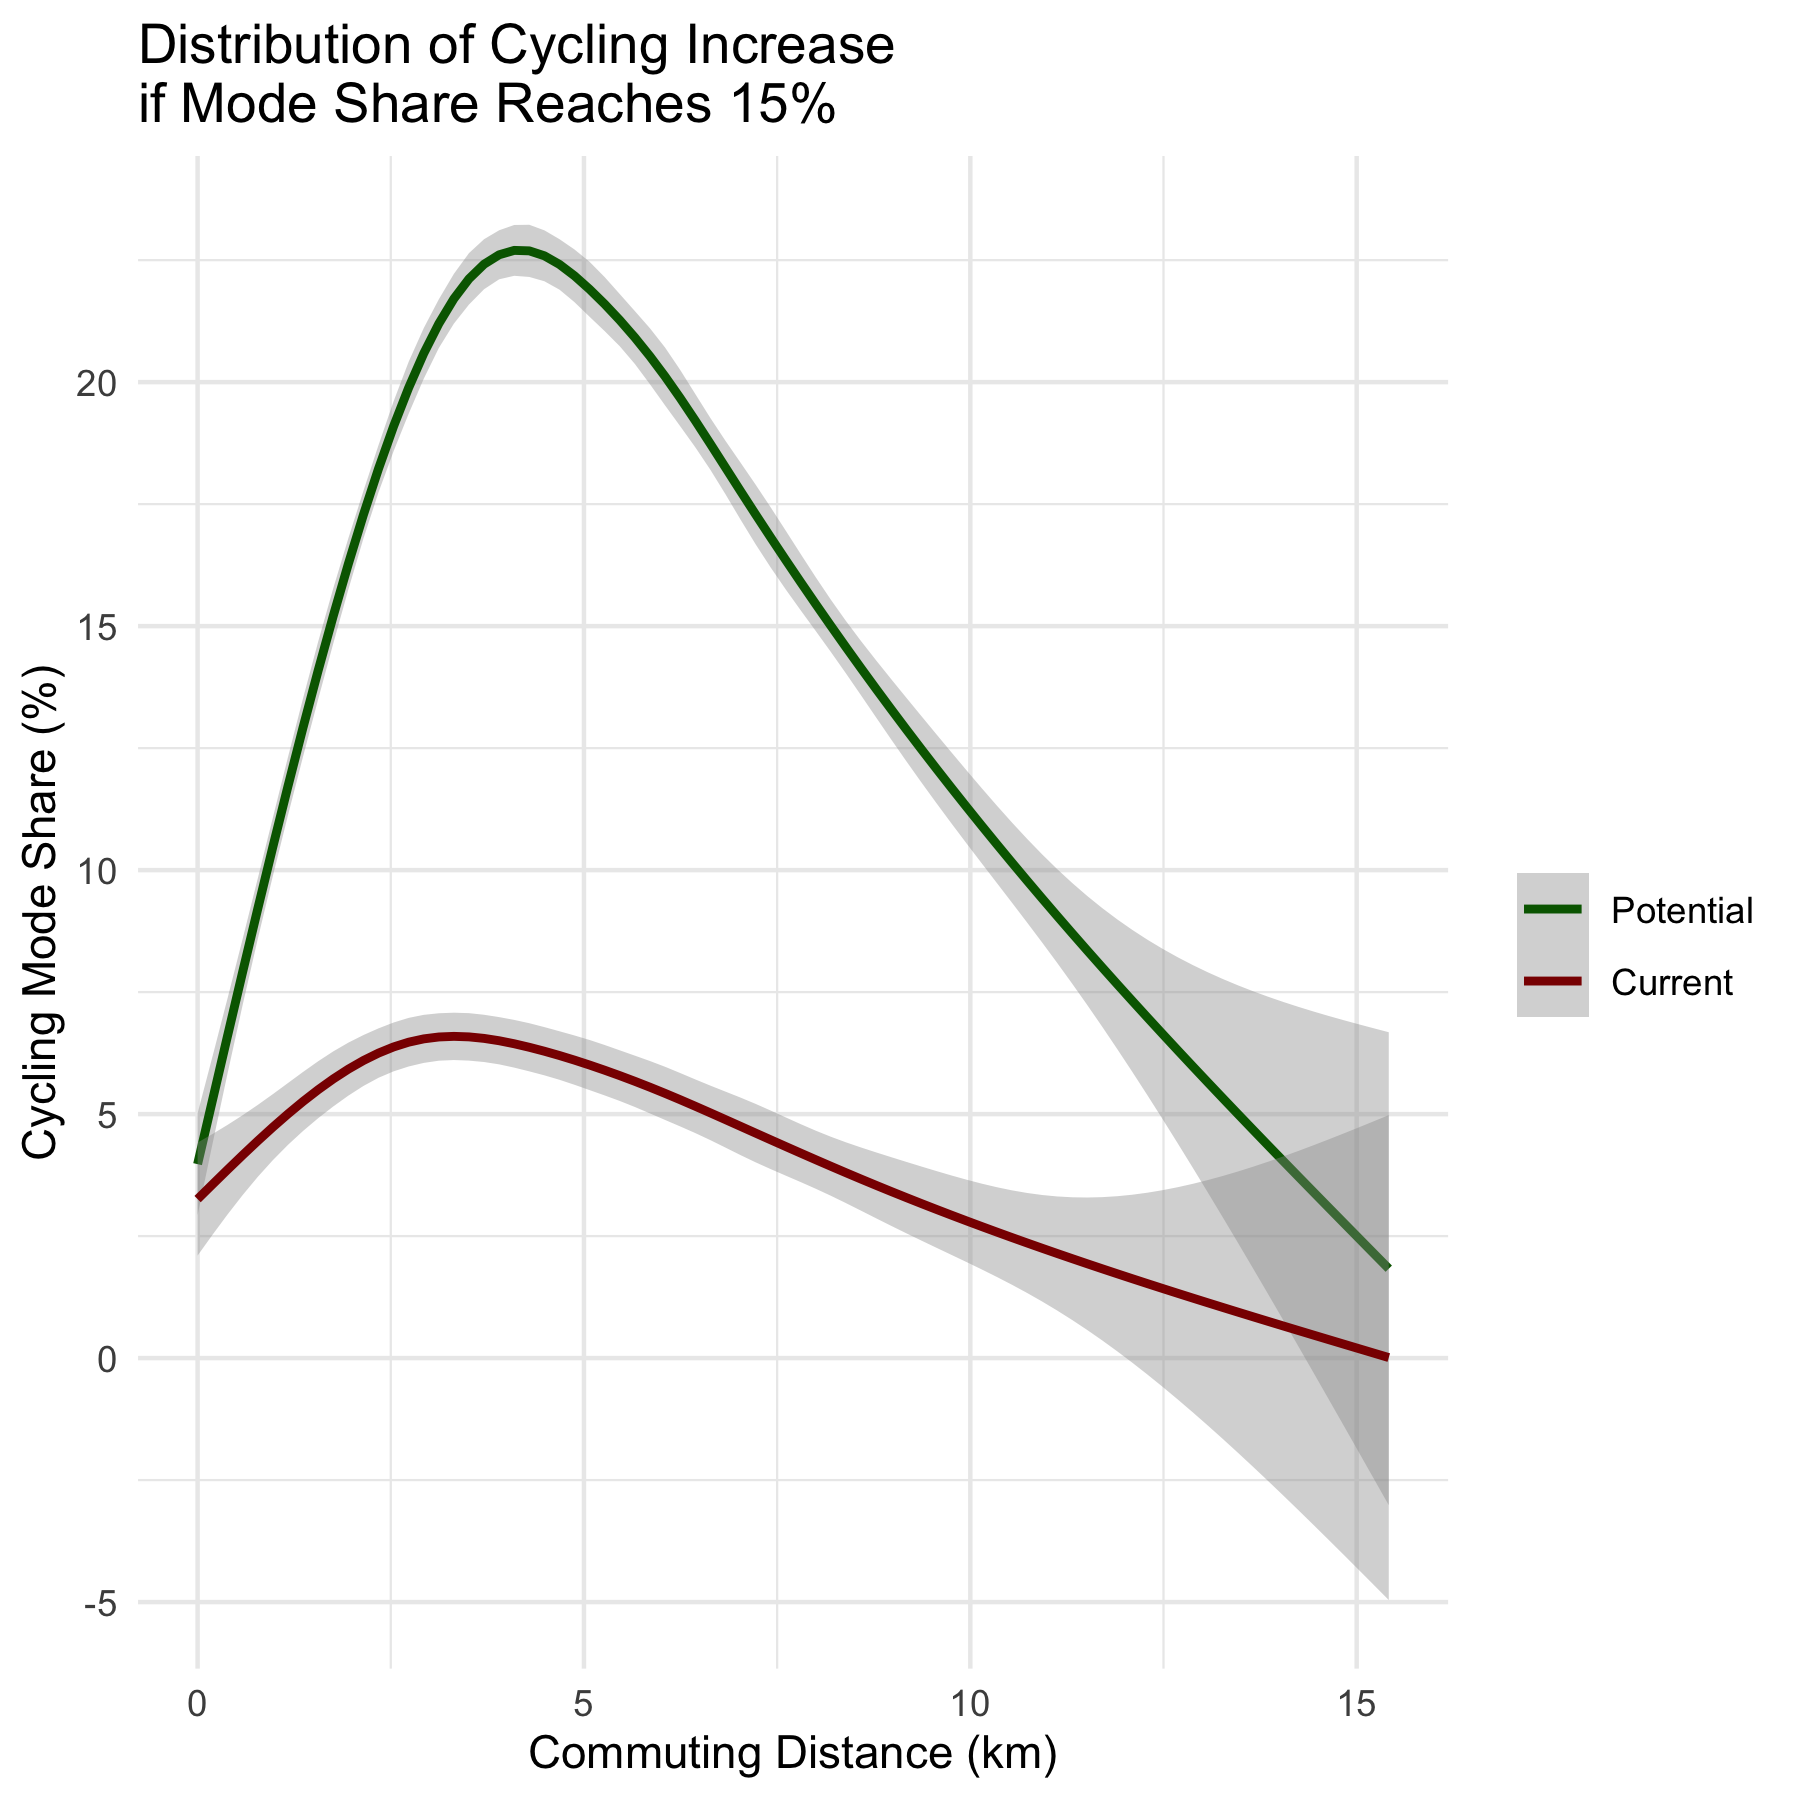 Distribution of Cycling Increase
if Mode Share Reaches 15%
Cycling Mode Share (%)
20
15
10
5
0
-5
0
5
10
15
Commuting Distance (km)
Potential
Current